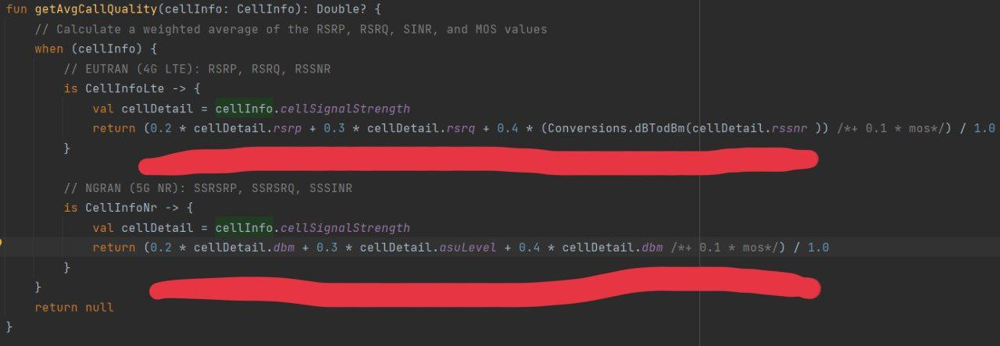 fun getAvgCallQuality(cellInfo: CellInfo): Double? {
// Calculate a weighted average of the RSRP, RSRQ, SINR, and MOS values
when (cellInfo) {
// EUTRAN (4G LTE): RSRP, RSRQ, RSSNR
is CellInfoLte -> {
val cellDetail = cellInfo.cellSignalStrength
return (0.2 * cellDetail.rsrp + 0.3 * cellDetail.rsrq + 0.4 * (Conversions.dBTodBm(cellDetail.rssnr )) /*+ 0.1 * mos*/) / 1.0
}
// NGRAN (5G NR): SSRSRP, SSRSRQ, SSSINR
is CellInfoNr -> {
val cellDetail = cellInfo.cellSignalStrength
return (0.2 * cellDetail.dbm + 0.3 * cellDetail.asuLevel + 0.4 * cellDetail.dbm /*+ 0.1 * mos*/) / 1.0
}
}
return null
}